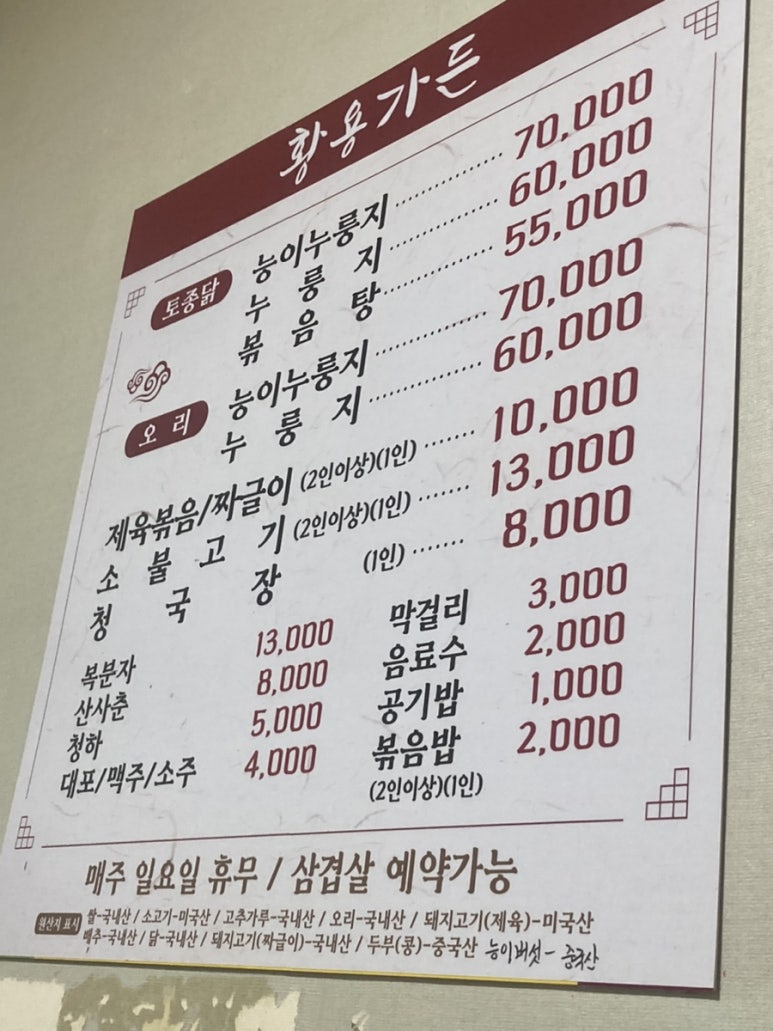 황용가든
토종닭
능이누룽지 70,000
누룽지 60,000
볶음탕 55,000
오리
능이누룽지 70,000
누룽지 60,000
제육볶음/짜글이 (2인이상)(1인) 10,000
소불고기 (2인이상)(1인) 13,000
청국장 (1인) 8,000
복분자 13,000
산사춘 8,000
청하 5,000
대포/맥주/소주 4,000
막걸리 3,000
음료수 2,000
공기밥 1,000
볶음밥 2,000
(2인이상)(1인)
매주 일요일 휴무 / 삼겹살 예약가능
원산지 표시
쌀-국내산 / 소고기-미국산 / 고추가루-국내산 / 오리-국내산 / 돼지고기(제육)-미국산
배추-국내산 / 닭-국내산 / 돼지고기(짜글이)-국내산 / 두부(콩)-중국산 능이버섯- 중국산